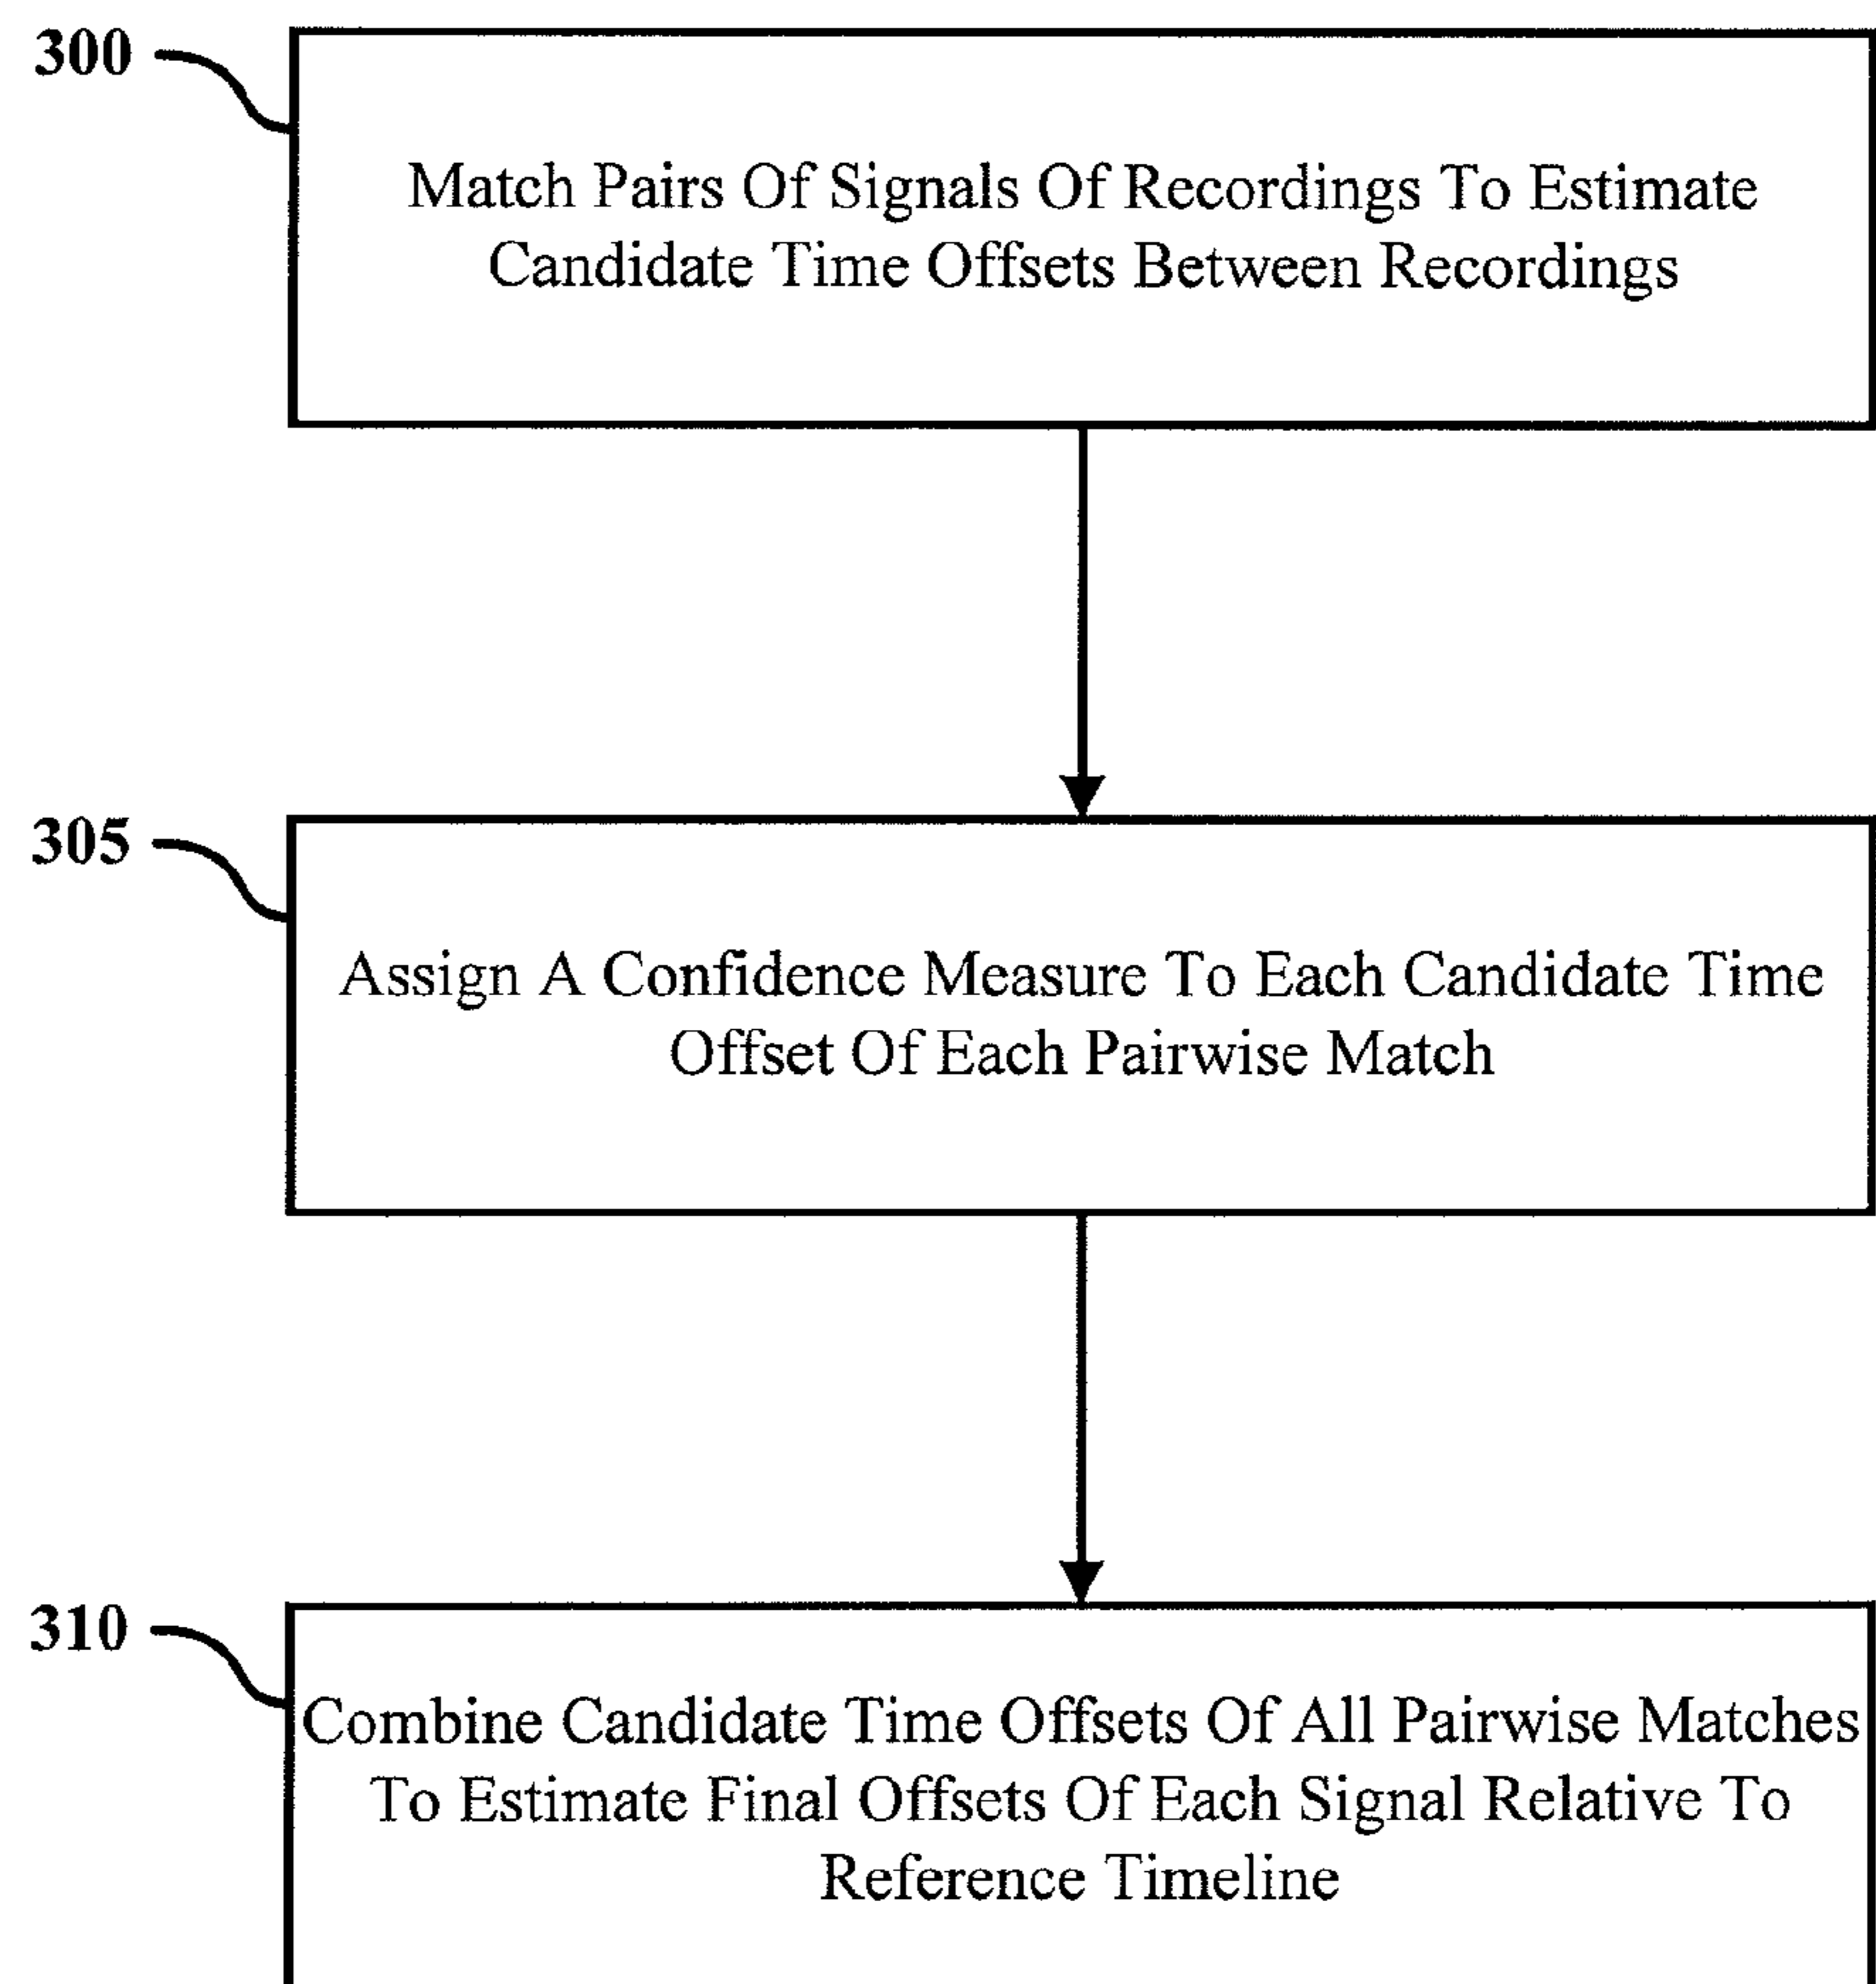 300
Match Pairs Of Signals Of Recordings To Estimate
Candidate Time Offsets Between Recordings
305
Assign A Confidence Measure To Each Candidate Time
Offset Of Each Pairwise Match
310
Combine Candidate Time Offsets Of All Pairwise Matches
To Estimate Final Offsets Of Each Signal Relative To
Reference Timeline